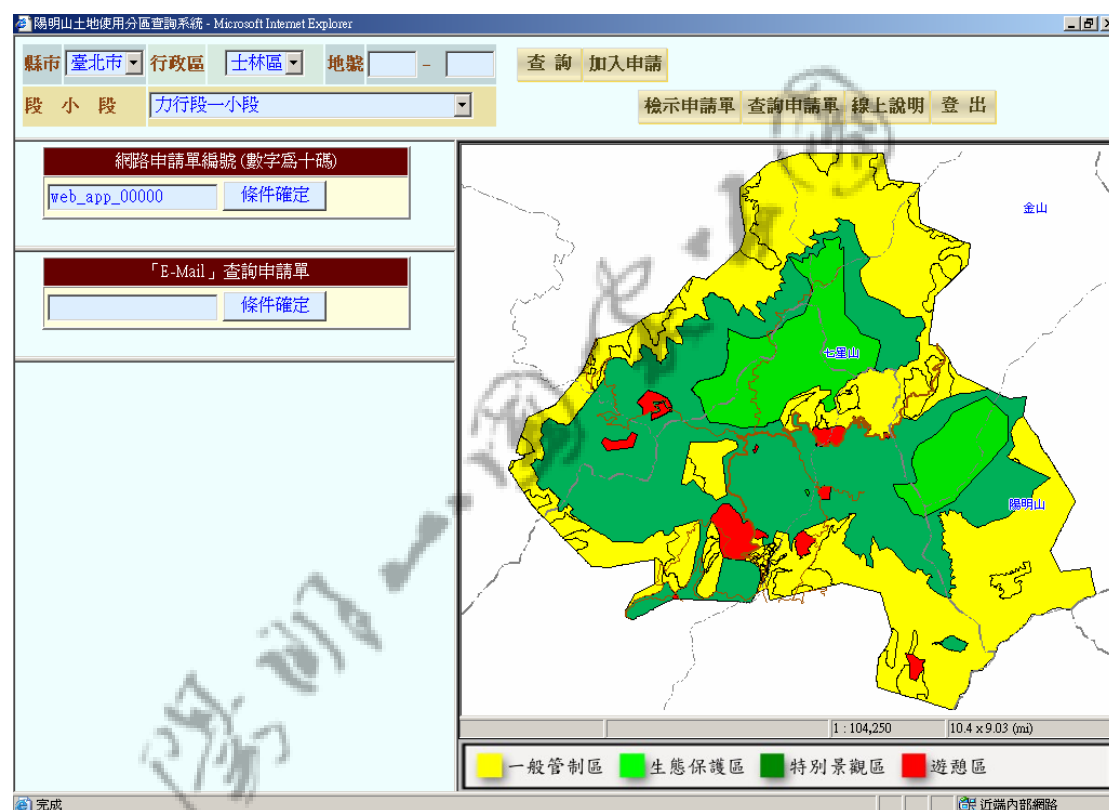 陽明山土地使用分區查詢系統 - Microsoft Internet Explorer
縣市 臺北市 行政區 士林區 地號 -
查 詢 加入申請
段 小 段 力行段一小段
檢示申請單 查詢申請單 線上說明 登 出
網路申請單編號(數字為十碼)
web_app_00000 條件確定
「E-Mail」查詢申請單
條件確定
金山
七星山
陽明山
1 : 104,250 10.4 x 9.03 (mi)
一般管制區 生態保護區 特別景觀區 遊憩區
完成 近端內部網路